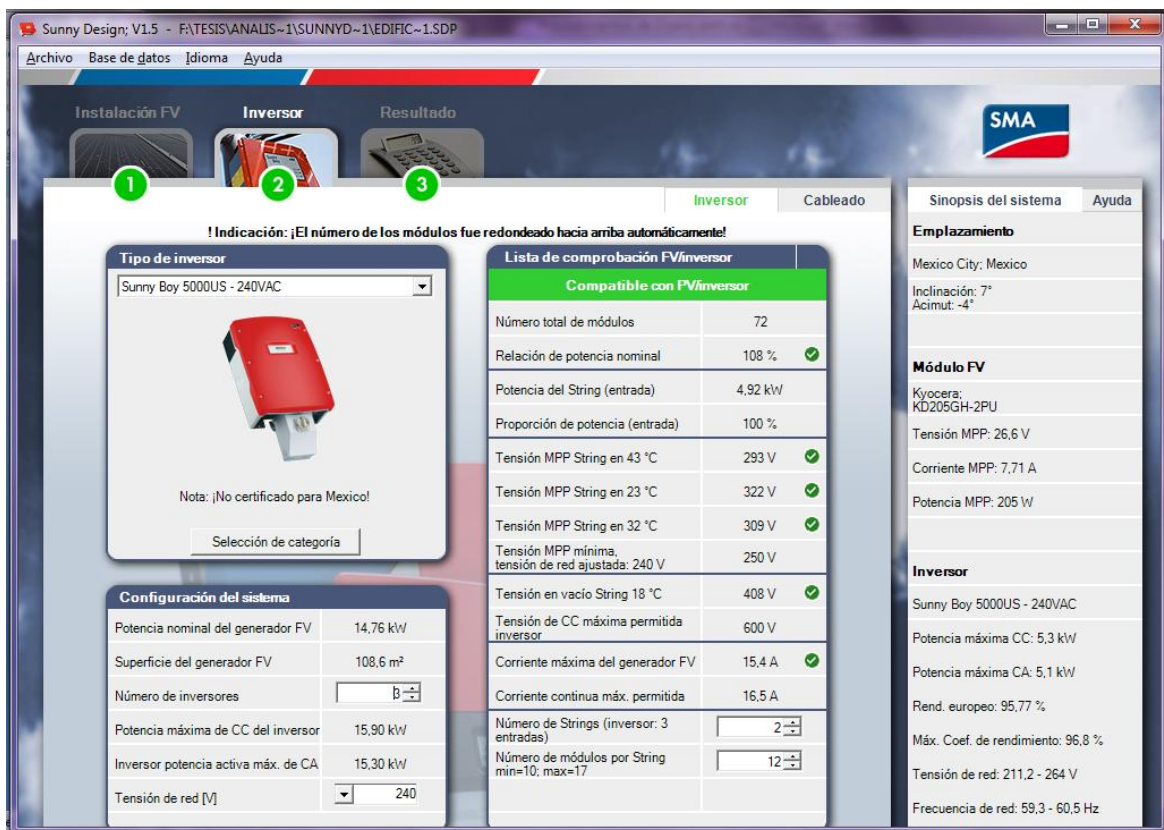 Sunny Design; V1.5 - F:\TESIS\ANALIS~1\SUNNYD~1\EDIFIC~1.SDP
Archivo Base de datos Idioma Ayuda
Instalación FV Inversor Resultado
SMA
1 2 3
Inversor Cableado
! Indicación: ¡El número de los módulos fue redondeado hacia arriba automáticamente!
Tipo de inversor
Sunny Boy 5000US - 240VAC
Nota: ¡No certificado para Mexico!
Selección de categoría
Configuración del sistema
Potencia nominal del generador FV 14,76 kW
Superficie del generador FV 108,6 m²
Número de inversores 3
Potencia máxima de CC del inversor 15,90 kW
Inversor potencia activa máx. de CA 15,30 kW
Tensión de red [V] 240
Lista de comprobación FV/inversor
Compatible con PV/inversor
Número total de módulos 72
Relación de potencia nominal 108 %
Potencia del String (entrada) 4,92 kW
Proporción de potencia (entrada) 100 %
Tensión MPP String en 43 °C 293 V
Tensión MPP String en 23 °C 322 V
Tensión MPP String en 32 °C 309 V
Tensión MPP mínima,
tensión de red ajustada: 240 V 250 V
Tensión en vacío String 18 °C 408 V
Tensión de CC máxima permitida
inversor 600 V
Corriente máxima del generador FV 15,4 A
Corriente continua máx. permitida 16,5 A
Número de Strings (inversor: 3
entradas) 2
Número de módulos por String
min=10; max=17 12
Sinopsis del sistema Ayuda
Emplazamiento
Mexico City; Mexico
Inclinación: 7°
Acimut: -4°
Módulo FV
Kyocera;
KD205GH-2PU
Tensión MPP: 26,6 V
Corriente MPP: 7,71 A
Potencia MPP: 205 W
Inversor
Sunny Boy 5000US - 240VAC
Potencia máxima CC: 5,3 kW
Potencia máxima CA: 5,1 kW
Rend. europeo: 95,77 %
Máx. Coef. de rendimiento: 96,8 %
Tensión de red: 211,2 - 264 V
Frecuencia de red: 59,3 - 60,5 Hz